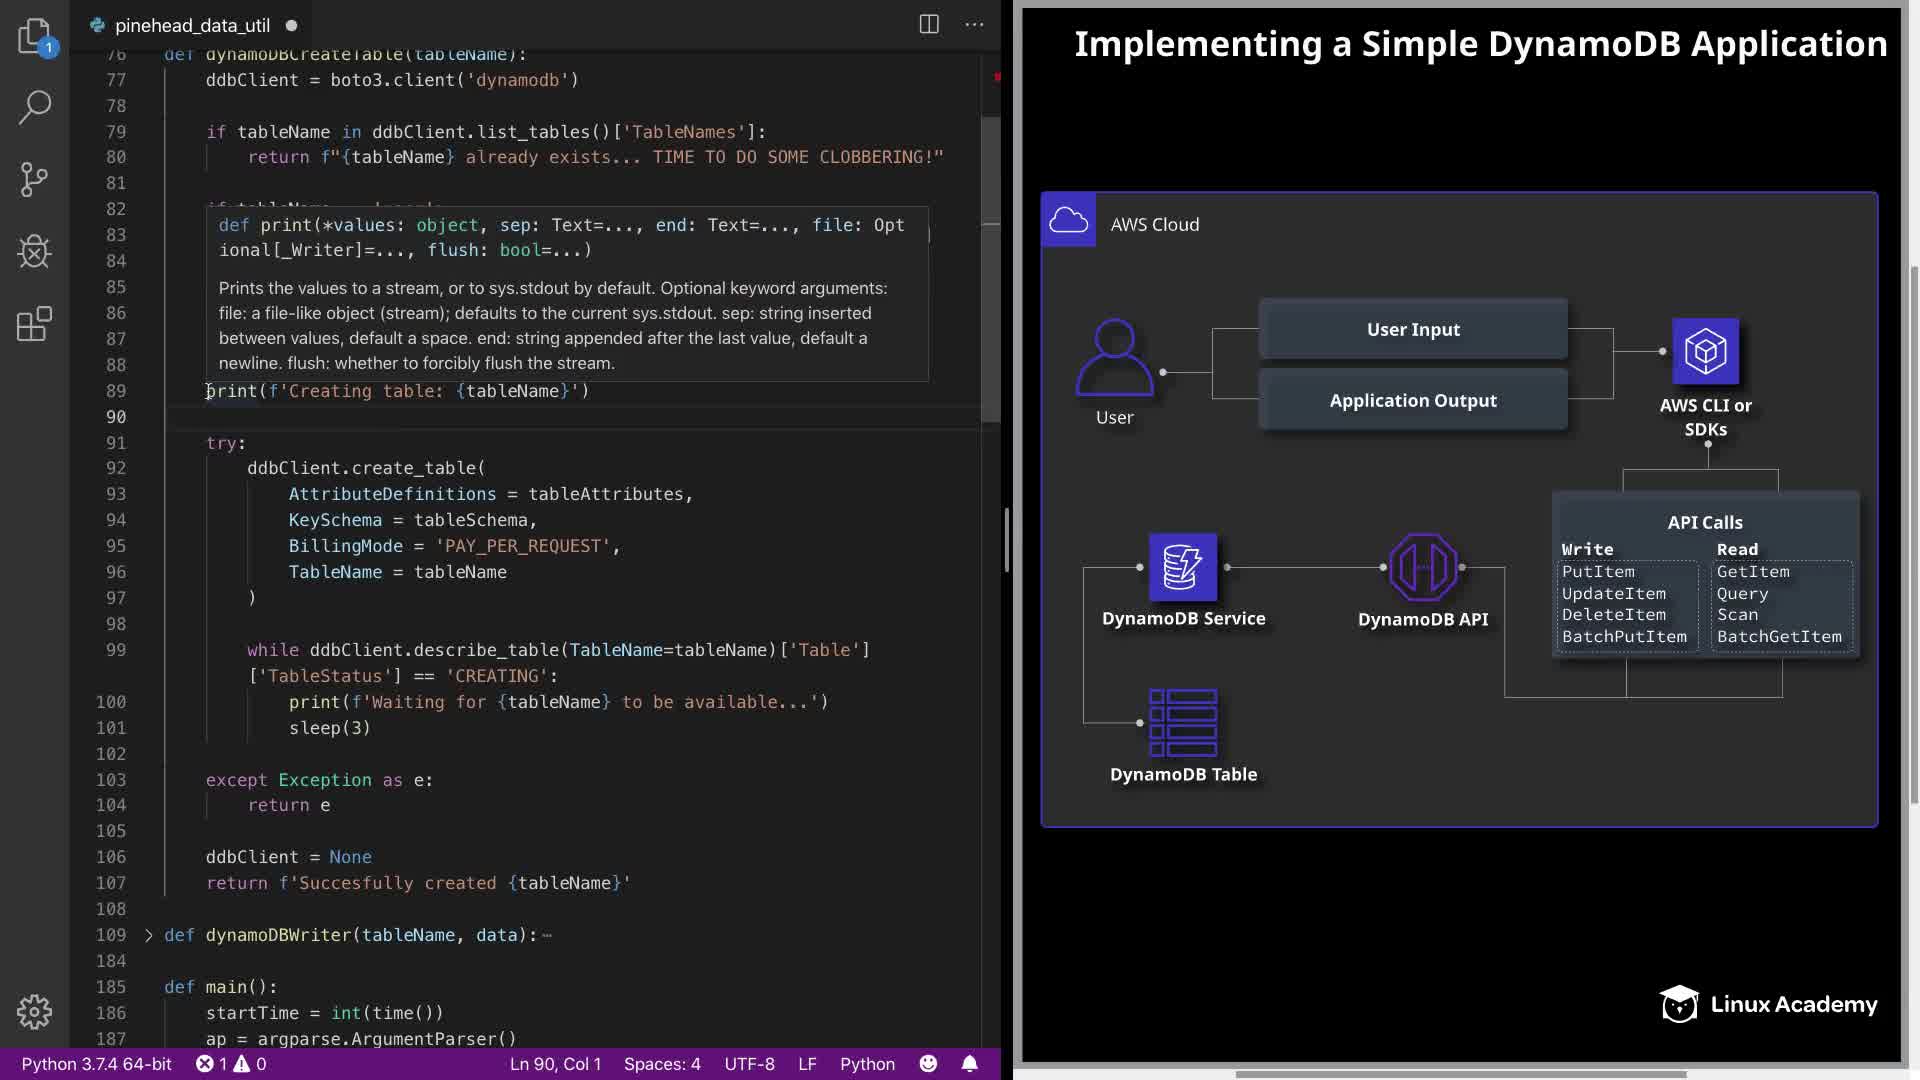 pinehead_data_util
1
76 def dynamoDBCreateTable(tableName):
77 ddbClient = boto3.client('dynamodb')
78
79 if tableName in ddbClient.list_tables()['TableNames']:
80 return f"{tableName} already exists... TIME TO DO SOME CLOBBERING!"
81
82
83 def print(*values: object, sep: Text=..., end: Text=..., file: Opt
84 ional[_Writer]=..., flush: bool=...)
85 Prints the values to a stream, or to sys.stdout by default. Optional keyword arguments:
86 file: a file-like object (stream); defaults to the current sys.stdout. sep: string inserted
87 between values, default a space. end: string appended after the last value, default a
88 newline. flush: whether to forcibly flush the stream.
89 print(f'Creating table: {tableName}')
90
91 try:
92 ddbClient.create_table(
93 AttributeDefinitions = tableAttributes,
94 KeySchema = tableSchema,
95 BillingMode = 'PAY_PER_REQUEST',
96 TableName = tableName
97 )
98
99 while ddbClient.describe_table(TableName=tableName)['Table']
['TableStatus'] == 'CREATING':
100 print(f'Waiting for {tableName} to be available...')
101 sleep(3)
102
103 except Exception as e:
104 return e
105
106 ddbClient = None
107 return f'Succesfully created {tableName}'
108
109 def dynamoDBWriter(tableName, data):
184
185 def main():
186 startTime = int(time())
187 ap = argparse.ArgumentParser()
Python 3.7.4 64-bit 1 0 Ln 90, Col 1 Spaces: 4 UTF-8 LF Python
Implementing a Simple DynamoDB Application
AWS Cloud
User Input
Application Output
User
AWS CLI or
SDKs
API Calls
Write Read
PutItem GetItem
UpdateItem Query
DeleteItem Scan
BatchPutItem BatchGetItem
DynamoDB Service
DynamoDB API
DynamoDB Table
Linux Academy